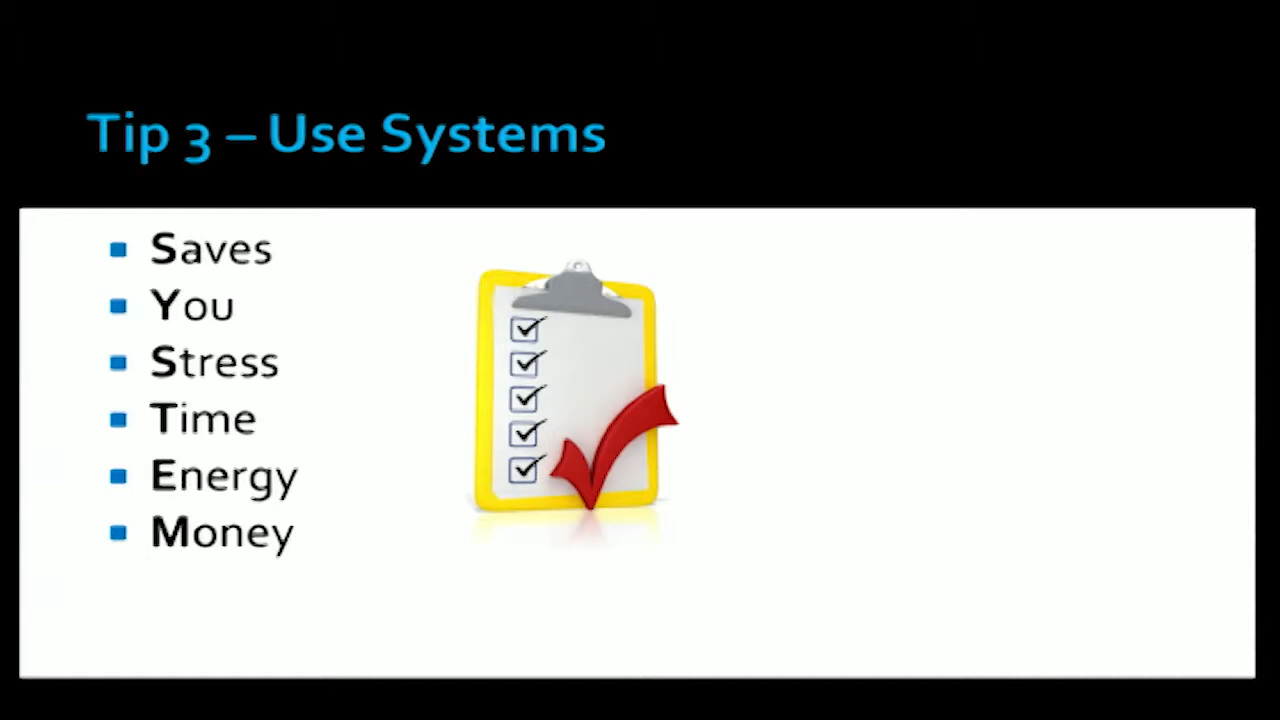 Tip 3 – Use Systems
Saves
You
Stress
Time
Energy
Money